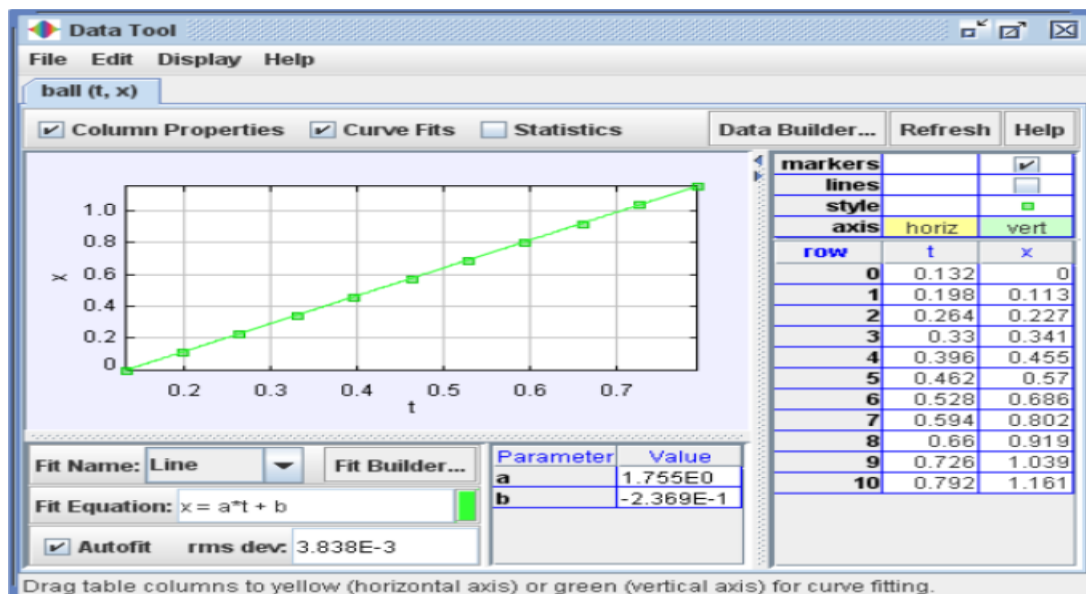 Data Tool
File Edit Display Help
ball (t, x)
Column Properties Curve Fits Statistics Data Builder... Refresh Help
1.0
0.8
0.6
0.4
0.2
0
x
0.2 0.3 0.4 0.5 0.6 0.7
t
markers
lines
style
axis horiz vert
row t x
0 0.132 0
1 0.198 0.113
2 0.264 0.227
3 0.33 0.341
4 0.396 0.455
5 0.462 0.57
6 0.528 0.686
7 0.594 0.802
8 0.66 0.919
9 0.726 1.039
10 0.792 1.161
Fit Name: Line Fit Builder...
Fit Equation: x = a*t + b
Autofit rms dev: 3.838E-3
Parameter Value
a 1.755E0
b -2.369E-1
Drag table columns to yellow (horizontal axis) or green (vertical axis) for curve fitting.